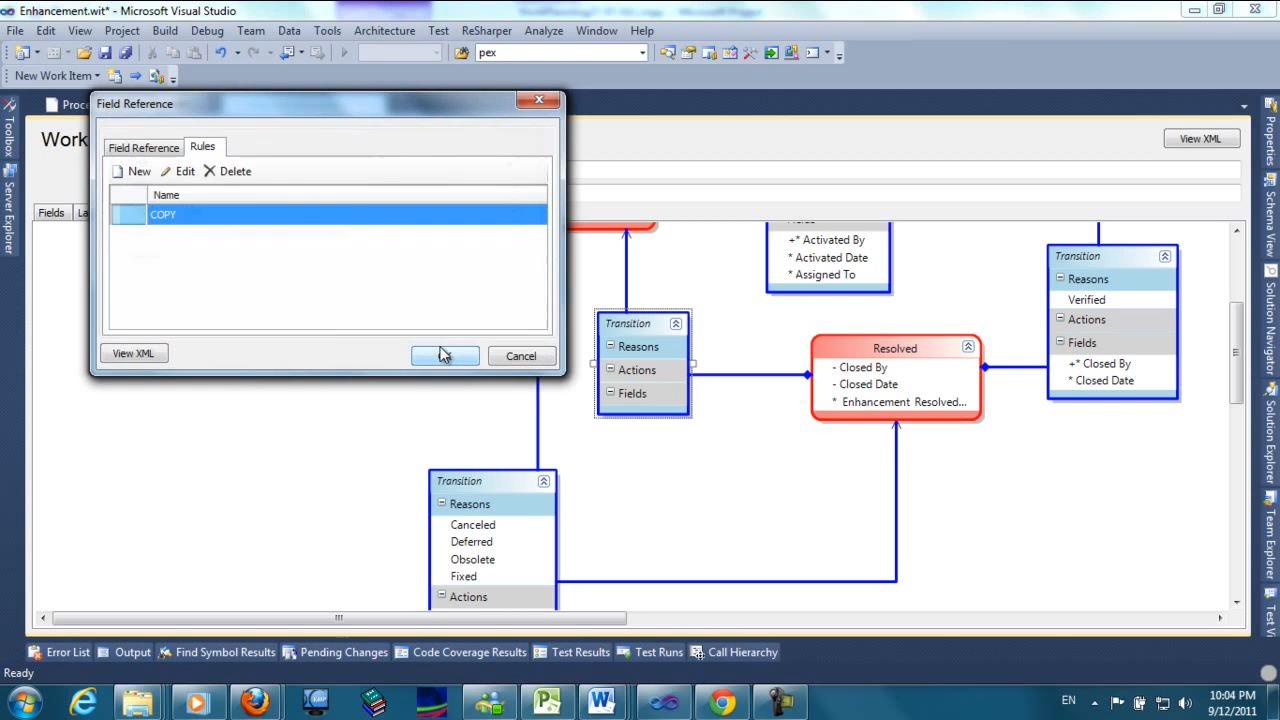 Enhancement.wit* - Microsoft Visual Studio
File Edit View Project Build Debug Team Data Tools Architecture Test ReSharper Analyze Window Help
pex
New Work Item
Field Reference
Proc
Work
View XML
Field Reference Rules
New Edit Delete
Name
COPY
View XML Cancel
Fields La
Toolbox
Server Explorer
+* Activated By
* Activated Date
* Assigned To
Transition
Reasons
Verified
Actions
Fields
+* Closed By
* Closed Date
Transition
Reasons
Actions
Fields
Resolved
- Closed By
- Closed Date
* Enhancement Resolved...
Transition
Reasons
Canceled
Deferred
Obsolete
Fixed
Actions
Properties
Schema View
Solution Navigator
Solution Explorer
Team Explorer
Test Vi
Error List Output Find Symbol Results Pending Changes Code Coverage Results Test Results Test Runs Call Hierarchy
Ready
EN
10:04 PM
9/12/2011